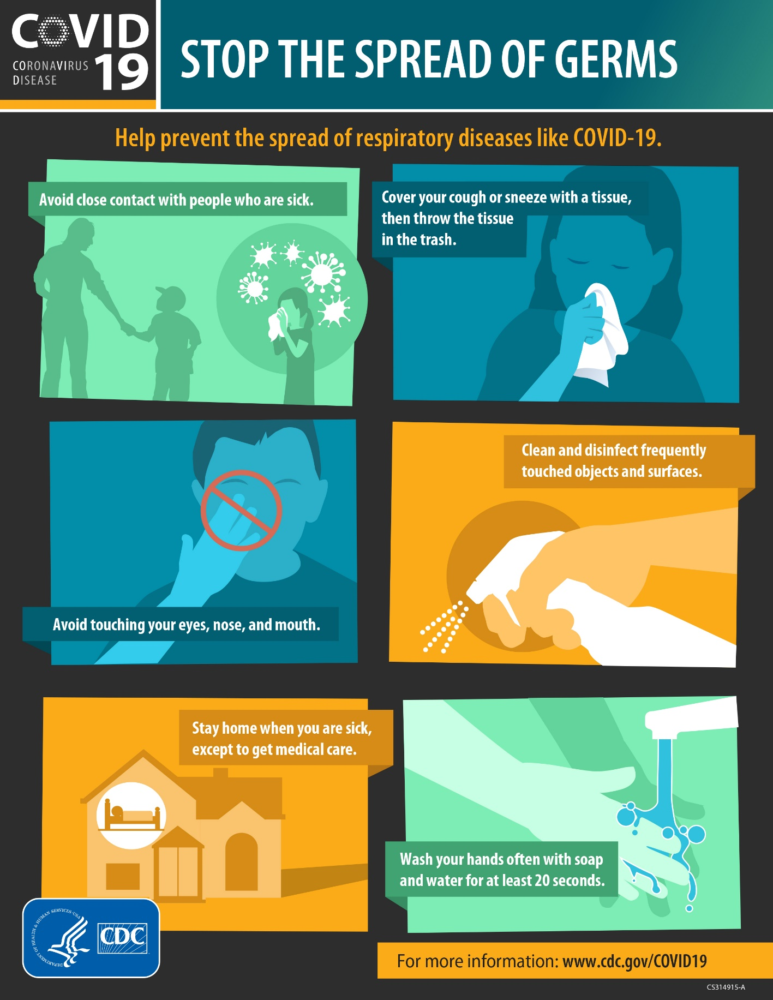 COVID
CORONAVIRUS
DISEASE
19
STOP THE SPREAD OF GERMS
Help prevent the spread of respiratory diseases like COVID-19.
Avoid close contact with people who are sick.
Cover your cough or sneeze with a tissue,
then throw the tissue
in the trash.
Avoid touching your eyes, nose, and mouth.
Clean and disinfect frequently
touched objects and surfaces.
Stay home when you are sick,
except to get medical care.
Wash your hands often with soap
and water for at least 20 seconds.
DEPARTMENT OF HEALTH & HUMAN SERVICES·USA
CDC
For more information: www.cdc.gov/COVID19
CS314915-A